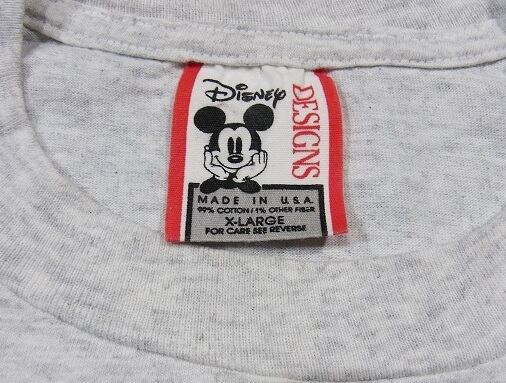 Disney
DESIGNS
MADE IN U.S.A.
99% COTTON/1% OTHER FIBER
X-LARGE
FOR CARE SEE REVERSE